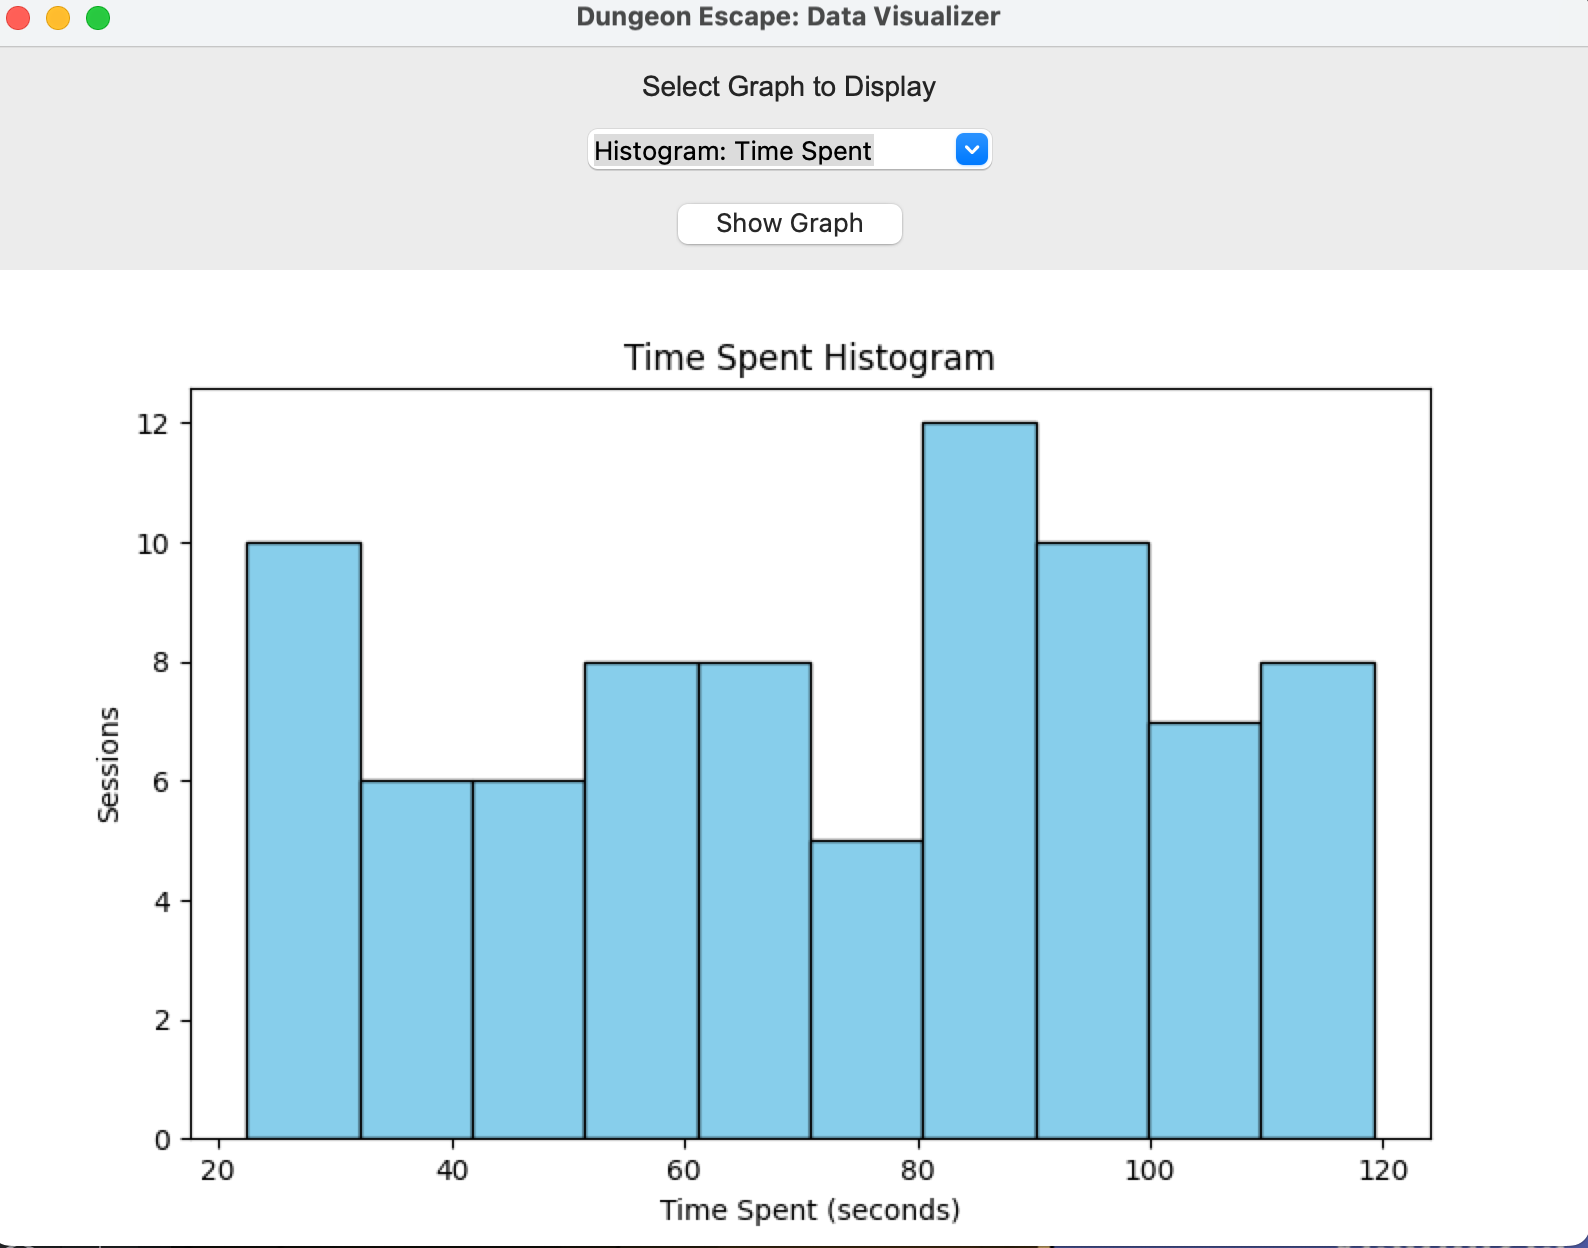 Dungeon Escape: Data Visualizer
Select Graph to Display
Histogram: Time Spent
Show Graph
Time Spent Histogram
12
10
8
6
4
2
0
Sessions
20 40 60 80 100 120
Time Spent (seconds)